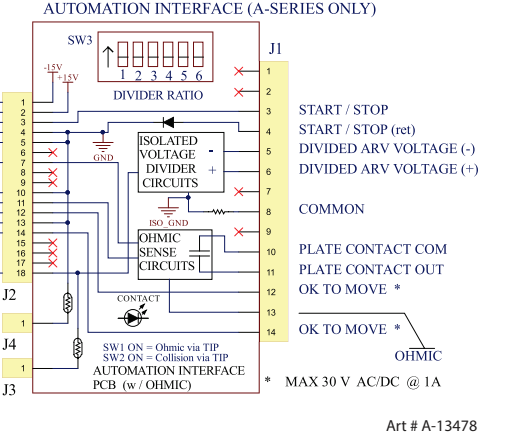 AUTOMATION INTERFACE (A-SERIES ONLY)
SW3
1 2 3 4 5 6
DIVIDER RATIO
-15V
+15V
J1
1
2
3
4
5
6
7
8
9
10
11
12
13
14
START / STOP
START / STOP (ret)
DIVIDED ARV VOLTAGE (-)
DIVIDED ARV VOLTAGE (+)
COMMON
PLATE CONTACT COM
PLATE CONTACT OUT
OK TO MOVE *
OK TO MOVE *
OHMIC
1
2
3
4
5
6
7
8
9
10
11
12
13
14
15
16
17
18
J2
1
J4
1
J3
GND
ISOLATED
VOLTAGE -
DIVIDER +
CIRCUITS
ISO_GND
OHMIC
SENSE
CIRCUITS
CONTACT
SW1 ON = Ohmic via TIP
SW2 ON = Collision via TIP
AUTOMATION INTERFACE
PCB (w / OHMIC)
* MAX 30 V AC/DC @ 1A
Art # A-13478